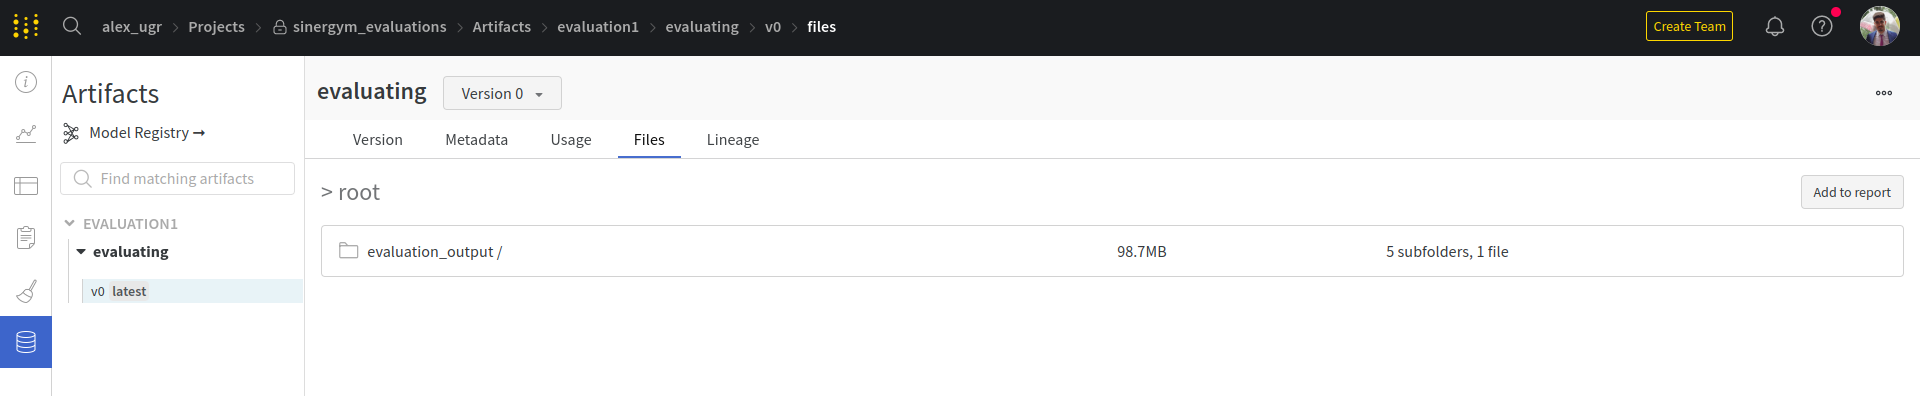 alex_ugr > Projects > sinergym_evaluations > Artifacts > evaluation1 > evaluating > v0 > files
Create Team
Artifacts
Model Registry →
Find matching artifacts
EVALUATION1
evaluating
v0 latest
evaluating
Version 0
Version Metadata Usage Files Lineage
> root
Add to report
evaluation_output / 98.7MB 5 subfolders, 1 file